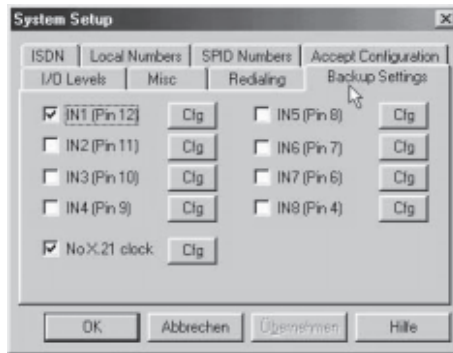 System Setup
ISDN Local Numbers SPID Numbers Accept Configuration
I/O Levels Misc Redialing Backup Settings
IN1 (Pin 12) Cfg IN5 (Pin 8) Cfg
IN2 (Pin 11) Cfg IN6 (Pin 7) Cfg
IN3 (Pin 10) Cfg IN7 (Pin 6) Cfg
IN4 (Pin 9) Cfg IN8 (Pin 4) Cfg
No X.21 clock Cfg
OK Abbrechen Übernehmen Hilfe